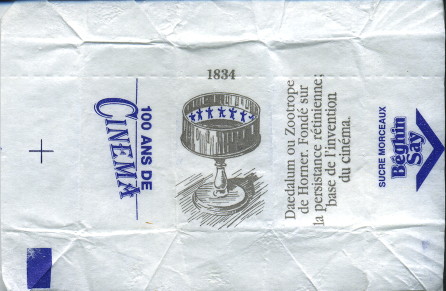 1834
100 ANS DE
CINEMA
Daedalum ou Zootrope
de Horner. Fondé sur
la persistance rétinienne;
base de l'invention
du cinéma.
SUCRE MORCEAUX
Béghin
Say